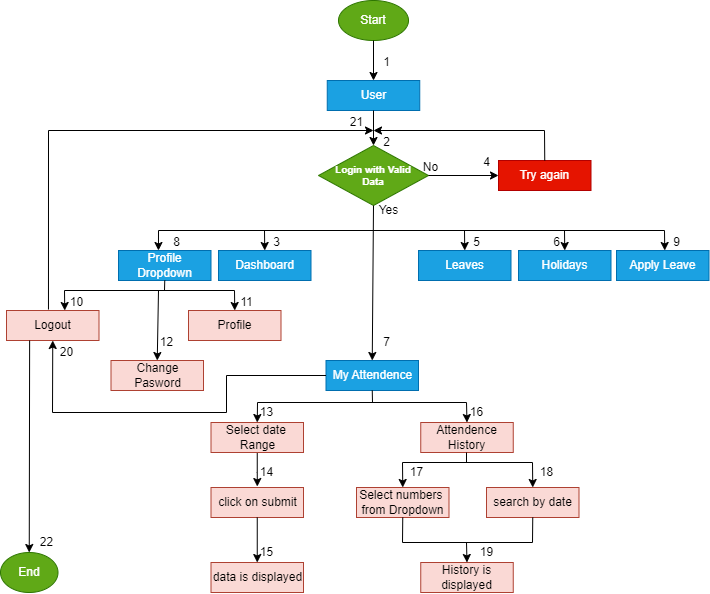 Start
1
User
21
2
Login with Valid
Data
No
4
Try again
Yes
8
3
5
6
9
Profile
Dropdown
Dashboard
Leaves
Holidays
Apply Leave
10
11
Logout
Profile
12
20
7
Change
Pasword
My Attendence
13
16
Select date
Range
Attendence
History
14
17
18
click on submit
Select numbers
from Dropdown
search by date
15
19
22
End
data is displayed
History is
displayed